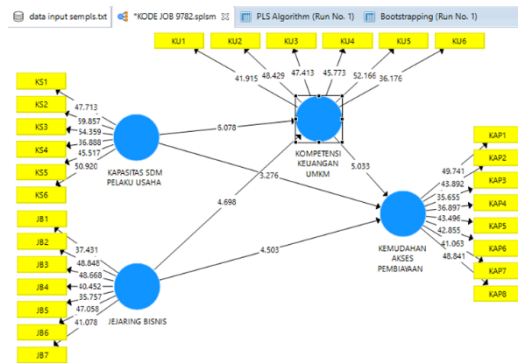 data input sempls.txt
*KODE JOB 9782.splsm
PLS Algorithm (Run No. 1)
Bootstrapping (Run No. 1)
KU1
KU2
KU3
KU4
KU5
KU6
41.915
48.429
47.413
45.773
52.166
36.176
KS1
KS2
KS3
KS4
KS5
KS6
47.713
39.857
54.359
36.888
45.517
50.920
KAPASITAS SDM
PELAKU USAHA
6.078
3.276
KOMPETENSI
KEUANGAN
UMKM
5.033
4.698
4.503
JB1
JB2
JB3
JB4
JB5
JB6
JB7
37.431
48.848
48.668
40.452
35.757
47.058
41.078
JEJARING BISNIS
KEMUDAHAN
AKSES
PEMBIAYAAN
49.741
43.892
35.655
36.897
43.496
42.855
41.063
48.841
KAP1
KAP2
KAP3
KAP4
KAP5
KAP6
KAP7
KAP8